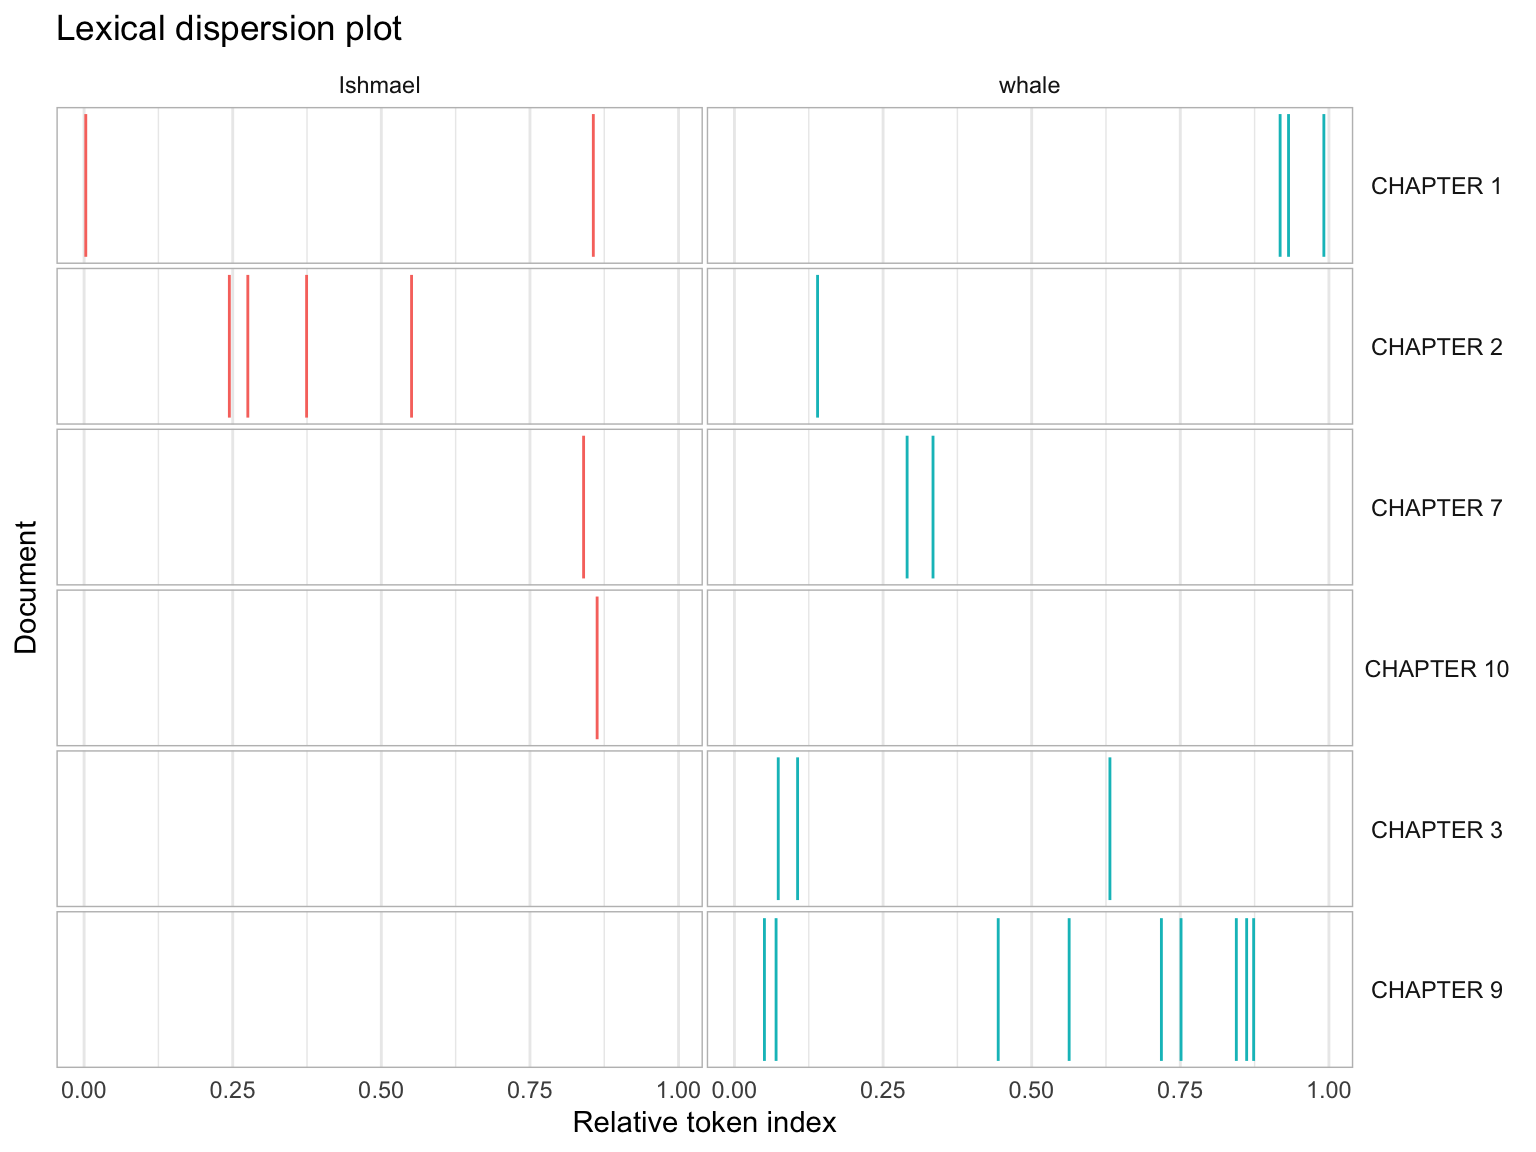 Lexical dispersion plot
Ishmael whale
CHAPTER 1
CHAPTER 2
CHAPTER 7
CHAPTER 10
CHAPTER 3
CHAPTER 9
Document
0.00 0.25 0.50 0.75 1.00 0.00 0.25 0.50 0.75 1.00
Relative token index